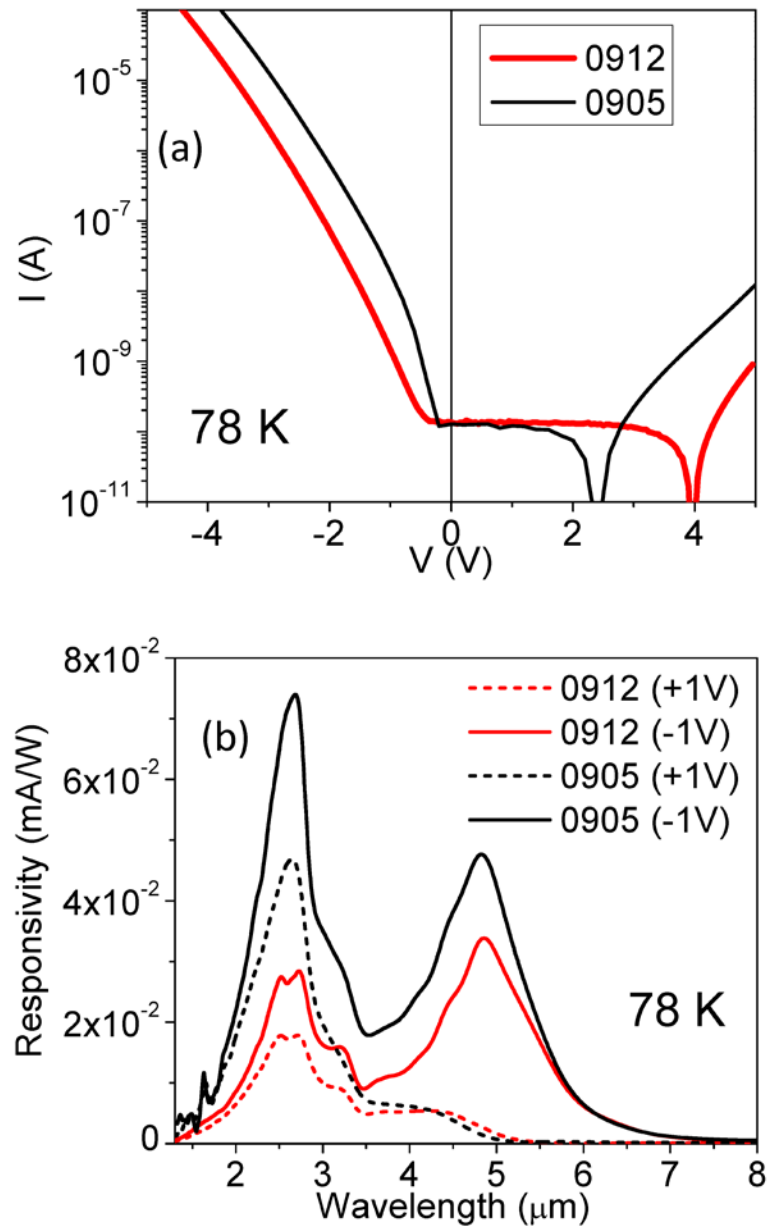 0912
0905
(a)
10⁻⁵
10⁻⁷
10⁻⁹
10⁻¹¹
I (A)
78 K
-4 -2 0 2 4
V (V)
8x10⁻²
6x10⁻²
4x10⁻²
2x10⁻²
0
Responsivity (mA/W)
(b)
0912 (+1V)
0912 (-1V)
0905 (+1V)
0905 (-1V)
78 K
2 3 4 5 6 7 8
Wavelength (μm)